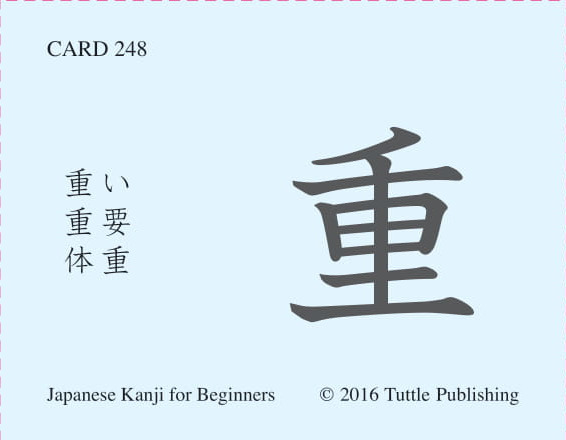 CARD 248
重い
重要
体重
重
Japanese Kanji for Beginners
© 2016 Tuttle Publishing